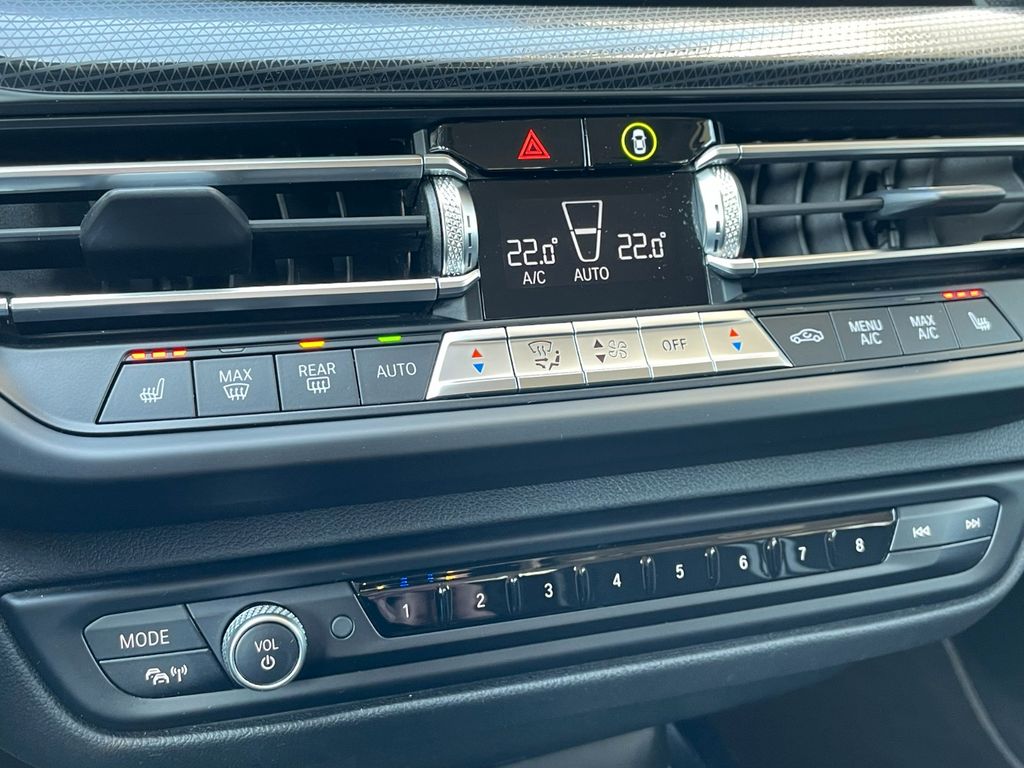 22.0° 22.0°
A/C AUTO
MAX
REAR
AUTO
OFF
MENU
A/C
MAX
A/C
1 2 3 4 5 6 7 8
MODE
VOL